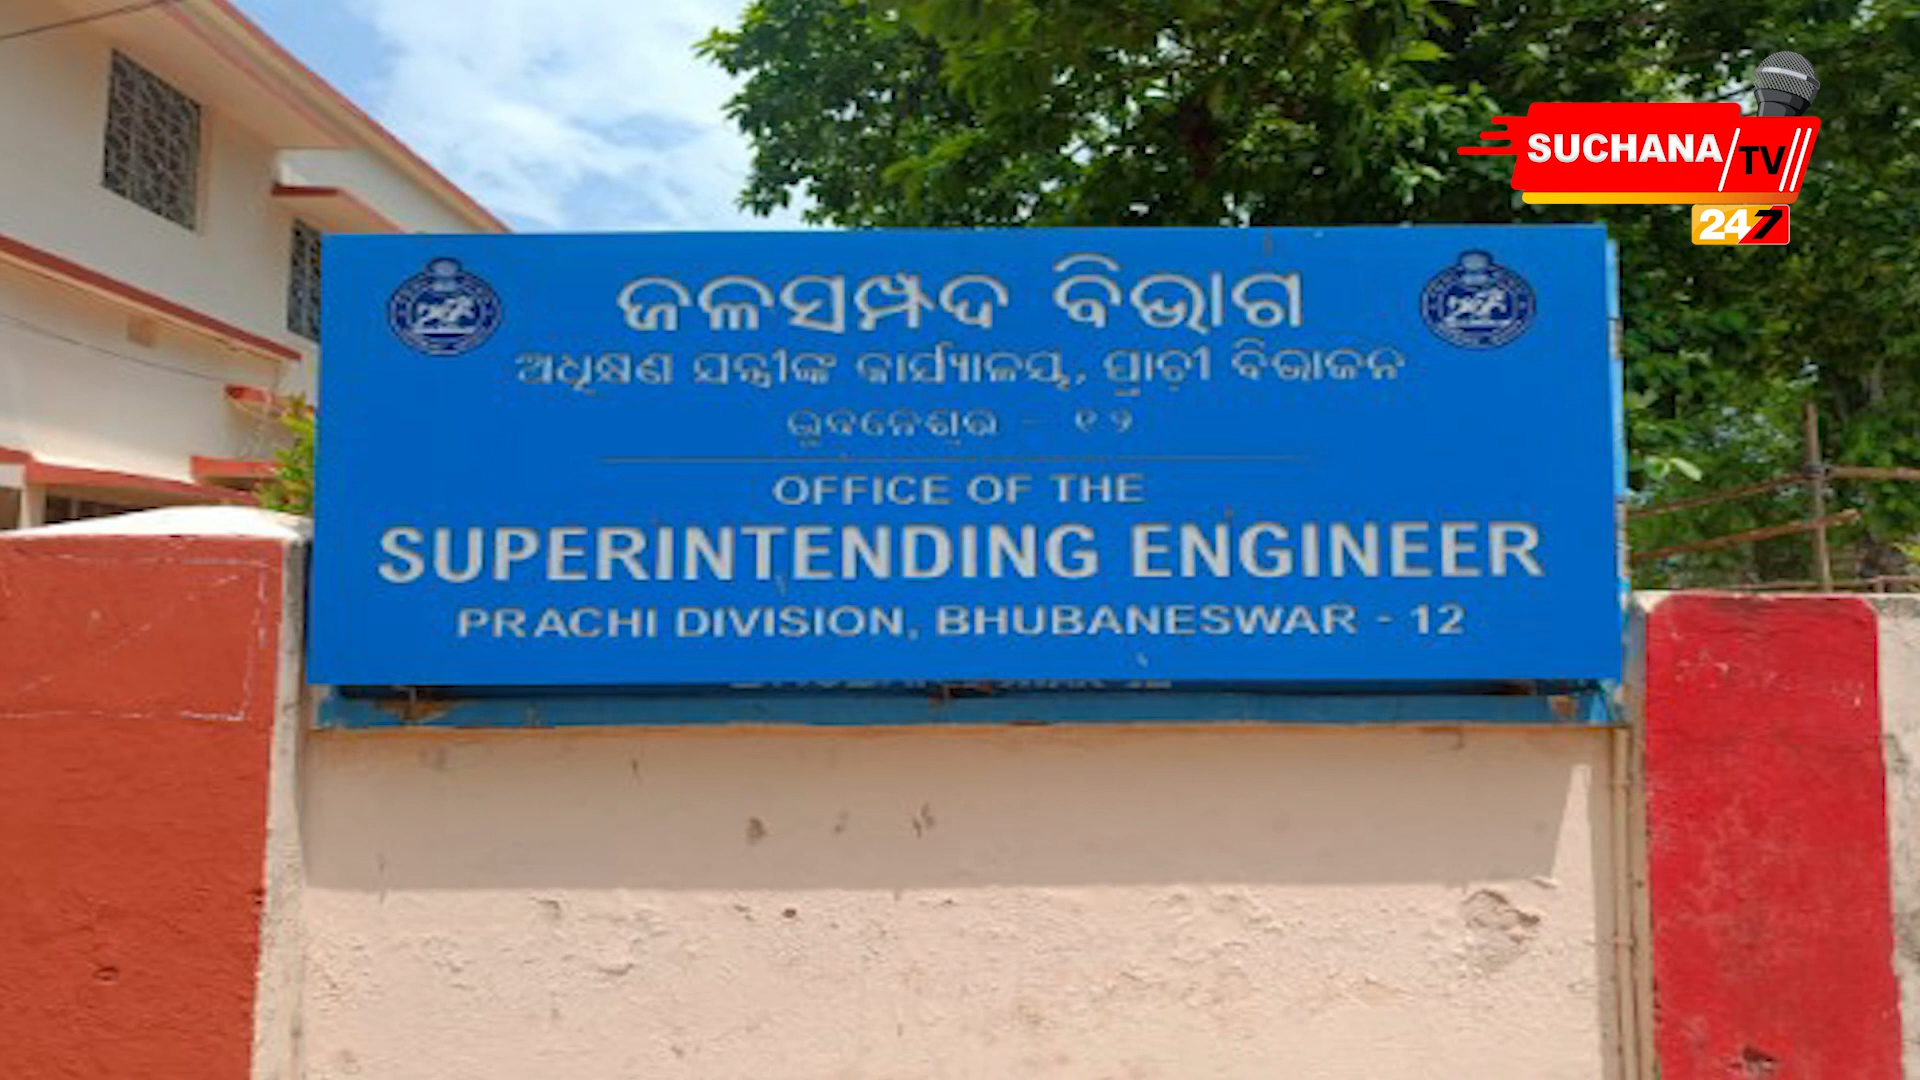 SUCHANA TV
24 7
ଜଳସମ୍ପଦ ବିଭାଗ
ଅଧିକ୍ଷଣ ଯନ୍ତ୍ରୀଙ୍କ କାର୍ଯ୍ୟାଳୟ, ପ୍ରାଚୀ ବିଭାଜନ
ଭୁବନେଶ୍ୱର - ୧୨
OFFICE OF THE
SUPERINTENDING ENGINEER
PRACHI DIVISION, BHUBANESWAR - 12